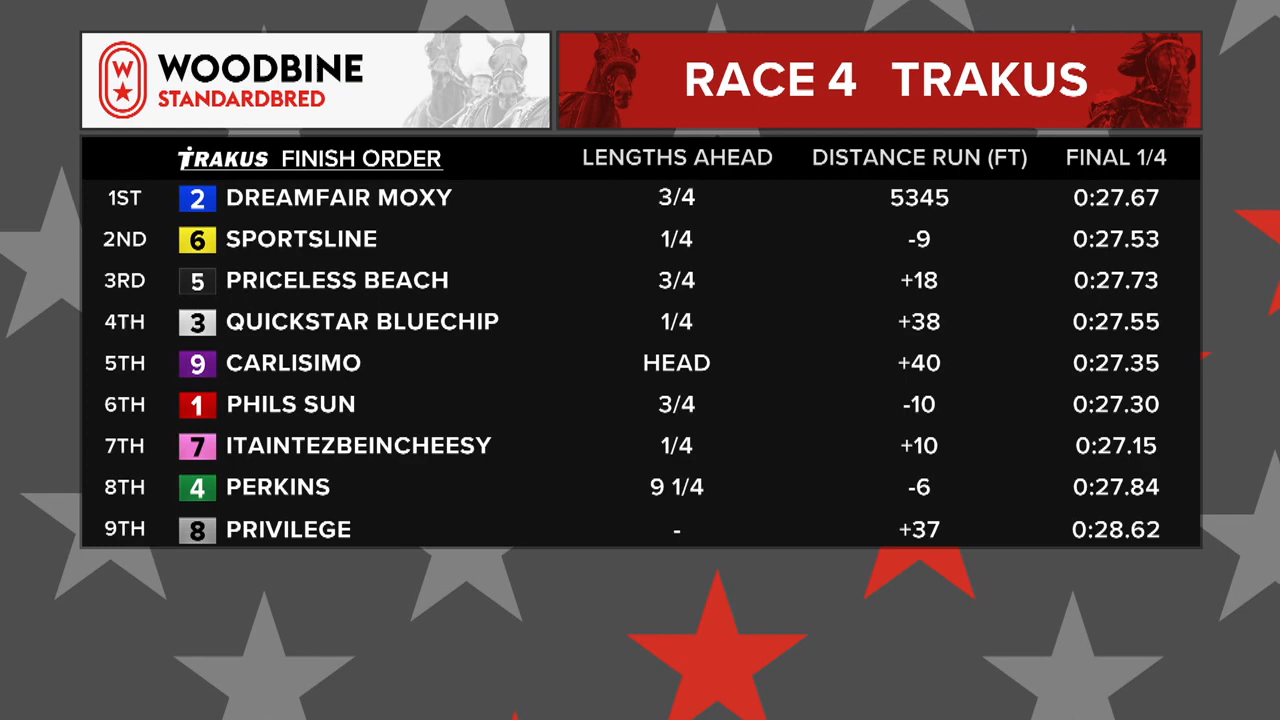 W
WOODBINE
STANDARDBRED
RACE 4 TRAKUS
TRAKUS FINISH ORDER LENGTHS AHEAD DISTANCE RUN (FT) FINAL 1/4
1ST 2 DREAMFAIR MOXY 3/4 5345 0:27.67
2ND 6 SPORTSLINE 1/4 -9 0:27.53
3RD 5 PRICELESS BEACH 3/4 +18 0:27.73
4TH 3 QUICKSTAR BLUECHIP 1/4 +38 0:27.55
5TH 9 CARLISIMO HEAD +40 0:27.35
6TH 1 PHILS SUN 3/4 -10 0:27.30
7TH 7 ITAINTEZBEINCHEESY 1/4 +10 0:27.15
8TH 4 PERKINS 9 1/4 -6 0:27.84
9TH 8 PRIVILEGE - +37 0:28.62